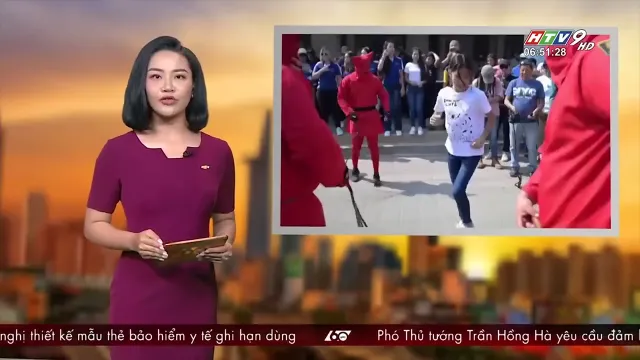 HTV9 HD
06:51:28
nghị thiết kế mẫu thẻ bảo hiểm y tế ghi hạn dùng
60
Phó Thủ tướng Trần Hồng Hà yêu cầu đảm